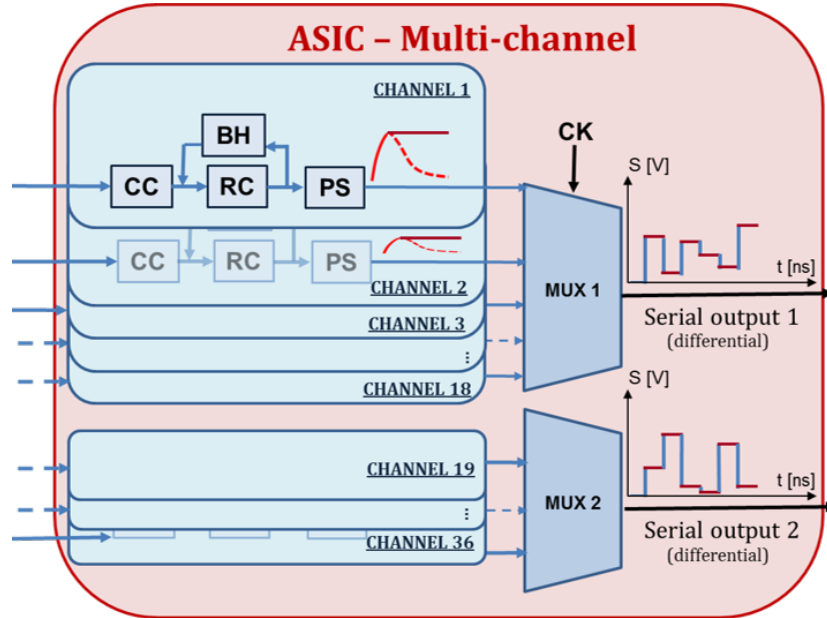 ASIC – Multi-channel
CHANNEL 1
BH
CC
RC
PS
CC
RC
PS
CHANNEL 2
CHANNEL 3
...
CHANNEL 18
CK
MUX 1
S [V]
t [ns]
Serial output 1
(differential)
CHANNEL 19
...
CHANNEL 36
MUX 2
S [V]
t [ns]
Serial output 2
(differential)